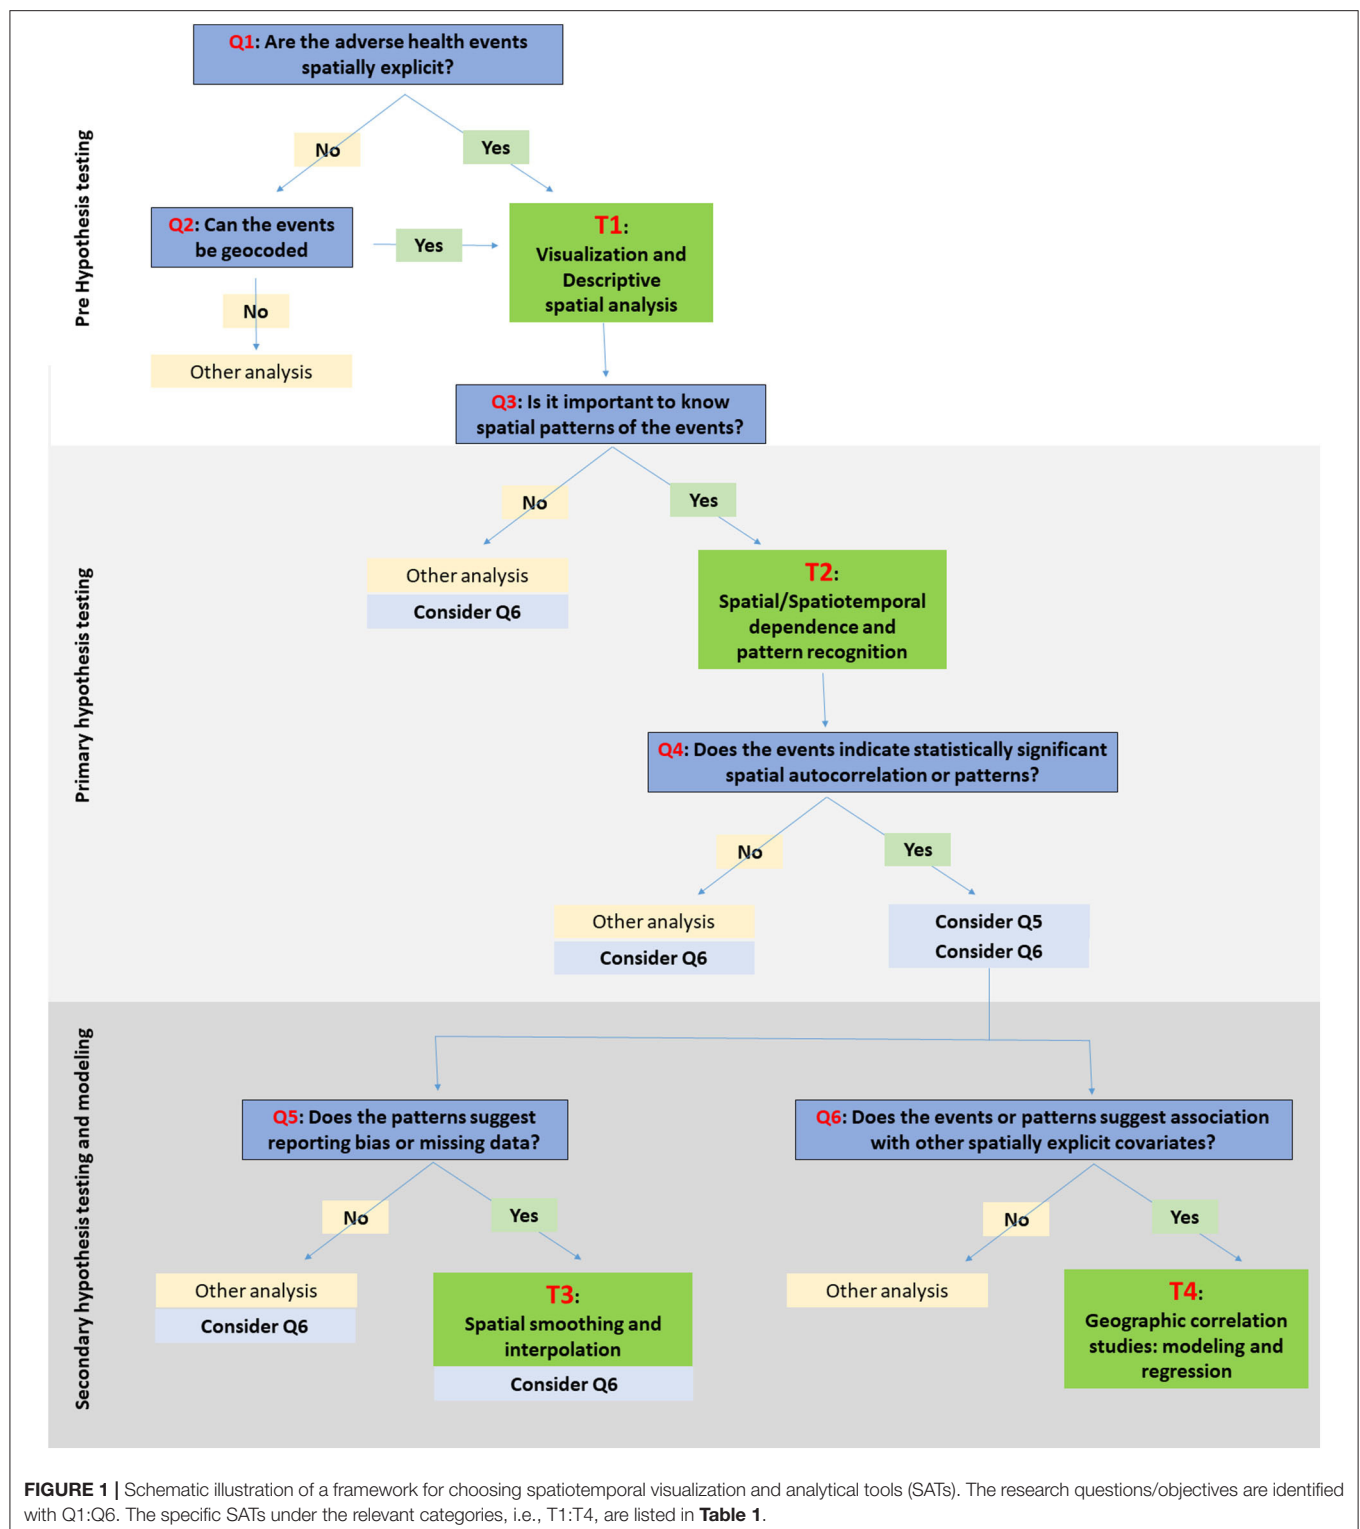 Q1: Are the adverse health events
spatially explicit?
No
Yes
Pre Hypothesis testing
Q2: Can the events
be geocoded
Yes
T1:
Visualization and
Descriptive
spatial analysis
No
Other analysis
Q3: Is it important to know
spatial patterns of the events?
No
Yes
Primary hypothesis testing
Other analysis
Consider Q6
T2:
Spatial/Spatiotemporal
dependence and
pattern recognition
Q4: Does the events indicate statistically significant
spatial autocorrelation or patterns?
No
Yes
Other analysis
Consider Q6
Consider Q5
Consider Q6
Secondary hypothesis testing and modeling
Q5: Does the patterns suggest
reporting bias or missing data?
No
Yes
Other analysis
Consider Q6
T3:
Spatial smoothing and
interpolation
Consider Q6
Q6: Does the events or patterns suggest association
with other spatially explicit covariates?
No
Yes
Other analysis
T4:
Geographic correlation
studies: modeling and
regression
FIGURE 1 | Schematic illustration of a framework for choosing spatiotemporal visualization and analytical tools (SATs). The research questions/objectives are identified
with Q1:Q6. The specific SATs under the relevant categories, i.e., T1:T4, are listed in Table 1.